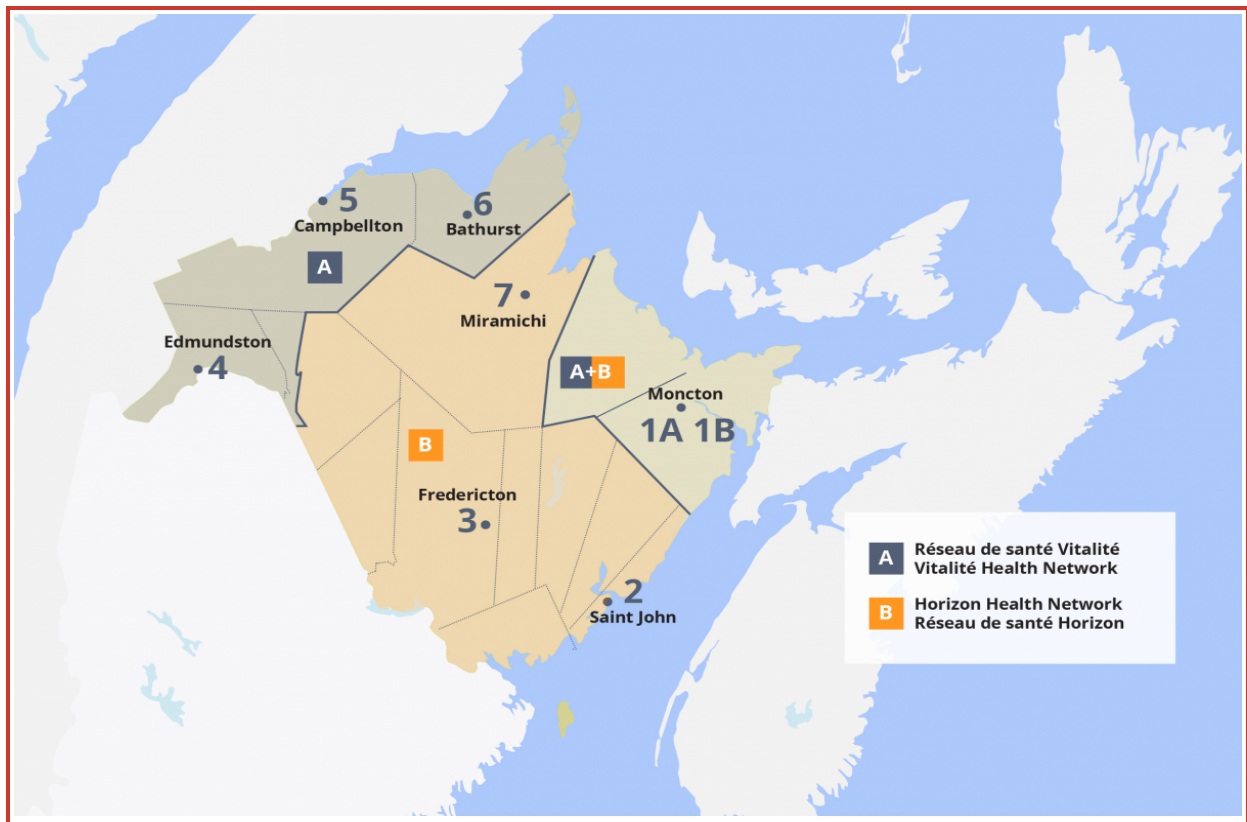 5
Campbellton
6
Bathurst
A
7
Miramichi
Edmundston
4
A+B
Moncton
1A 1B
B
Fredericton
3
2
Saint John
A
Réseau de santé Vitalité
Vitalité Health Network
B
Horizon Health Network
Réseau de santé Horizon